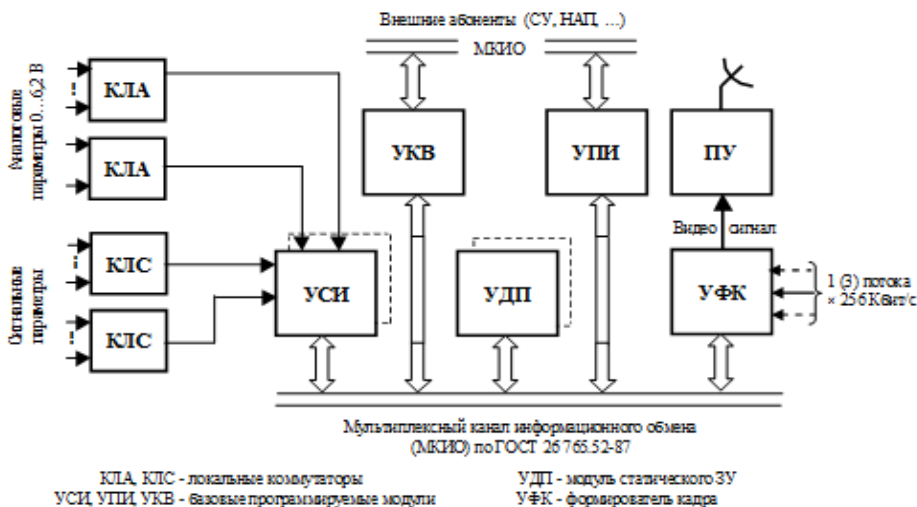 Внешние абоненты (СУ, НАП, ...)
МКИО
Аналоговые
параметры 0...6,2 В
КЛА
КЛА
УКВ
УПИ
ПУ
Видео сигнал
Сигнальные
параметры
КЛС
КЛС
УСИ
УДП
УФК
1 (3) потока
× 256 Кбит/с
Мультиплексный канал информационного обмена
(МКИО) по ГОСТ 26765.52-87
КЛА, КЛС - локальные коммутаторы
УДП - модуль статического ЗУ
УСИ, УПИ, УКВ - базовые программируемые модули
УФК - формирователь кадра